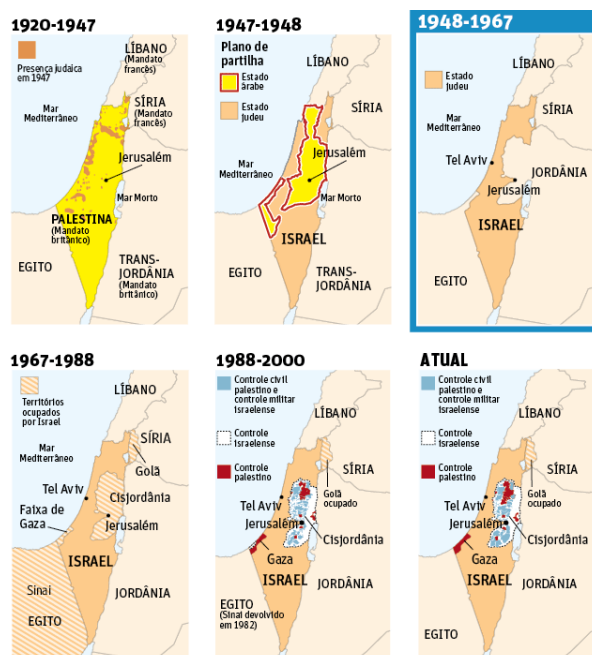 1920-1947
Presença judaica
em 1947
LÍBANO
(Mandato
francês)
SÍRIA
(Mandato
francês)
Mar
Mediterrâneo
Jerusalém
Mar Morto
PALESTINA
(Mandato
britânico)
EGITO
TRANS-
JORDÂNIA
(Mandato
britânico)
1947-1948
Plano de
partilha
Estado
árabe
Estado
judeu
LÍBANO
SÍRIA
Jerusalém
Mar
Mediterrâneo
Mar Morto
ISRAEL
EGITO
TRANS-
JORDÂNIA
1948-1967
Estado
judeu
LÍBANO
SÍRIA
Mar
Mediterrâneo
Tel Aviv
JORDÂNIA
Jerusalém
ISRAEL
EGITO
1967-1988
Territórios
ocupados
por Israel
LÍBANO
SÍRIA
Mar
Mediterrâneo
Golã
Tel Aviv
Cisjordânia
Faixa de
Gaza
Jerusalém
ISRAEL
Sinai
EGITO
JORDÂNIA
1988-2000
Controle civil
palestino e
controle militar
israelense
LÍBANO
Controle
israelense
SÍRIA
Controle
palestino
Golã
ocupado
Tel Aviv
Jerusalém
Cisjordânia
Gaza
ISRAEL
JORDÂNIA
EGITO
(Sinai devolvido
em 1982)
ATUAL
Controle civil
palestino e
controle militar
israelense
LÍBANO
Controle
israelense
SÍRIA
Controle
palestino
Golã
ocupado
Tel Aviv
Jerusalém
Cisjordânia
Gaza
ISRAEL
JORDÂNIA
EGITO